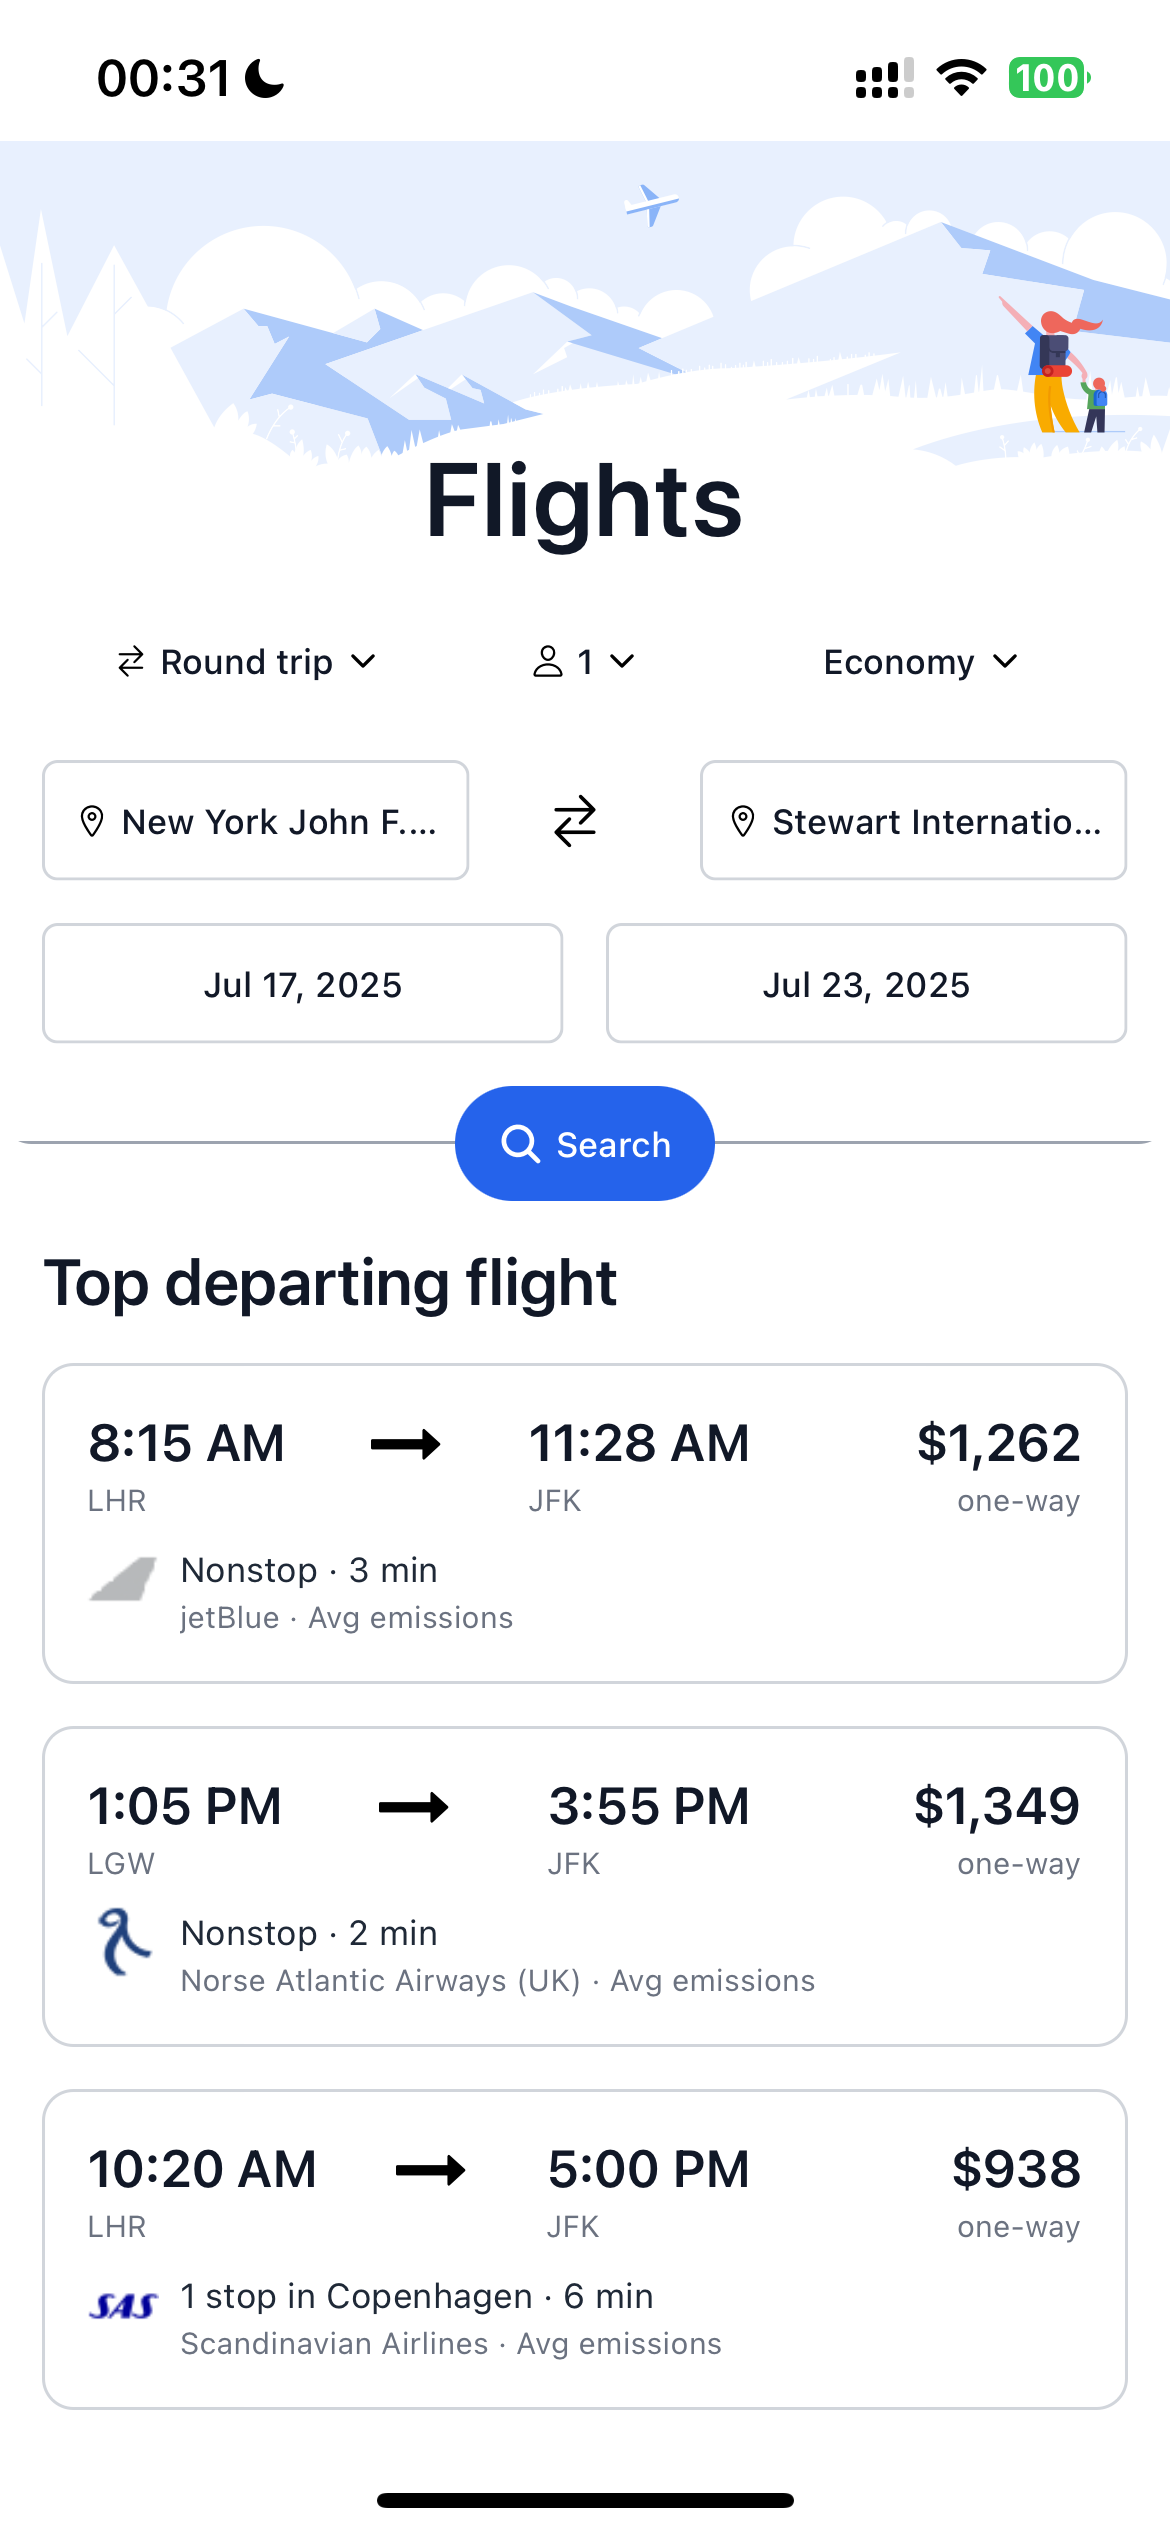 00:31 100
Flights
Round trip 1 Economy
New York John F.... Stewart Internatio...
Jul 17, 2025 Jul 23, 2025
Search
Top departing flight
8:15 AM 11:28 AM $1,262
LHR JFK one-way
Nonstop · 3 min
jetBlue · Avg emissions
1:05 PM 3:55 PM $1,349
LGW JFK one-way
Nonstop · 2 min
Norse Atlantic Airways (UK) · Avg emissions
10:20 AM 5:00 PM $938
LHR JFK one-way
SAS 1 stop in Copenhagen · 6 min
Scandinavian Airlines · Avg emissions